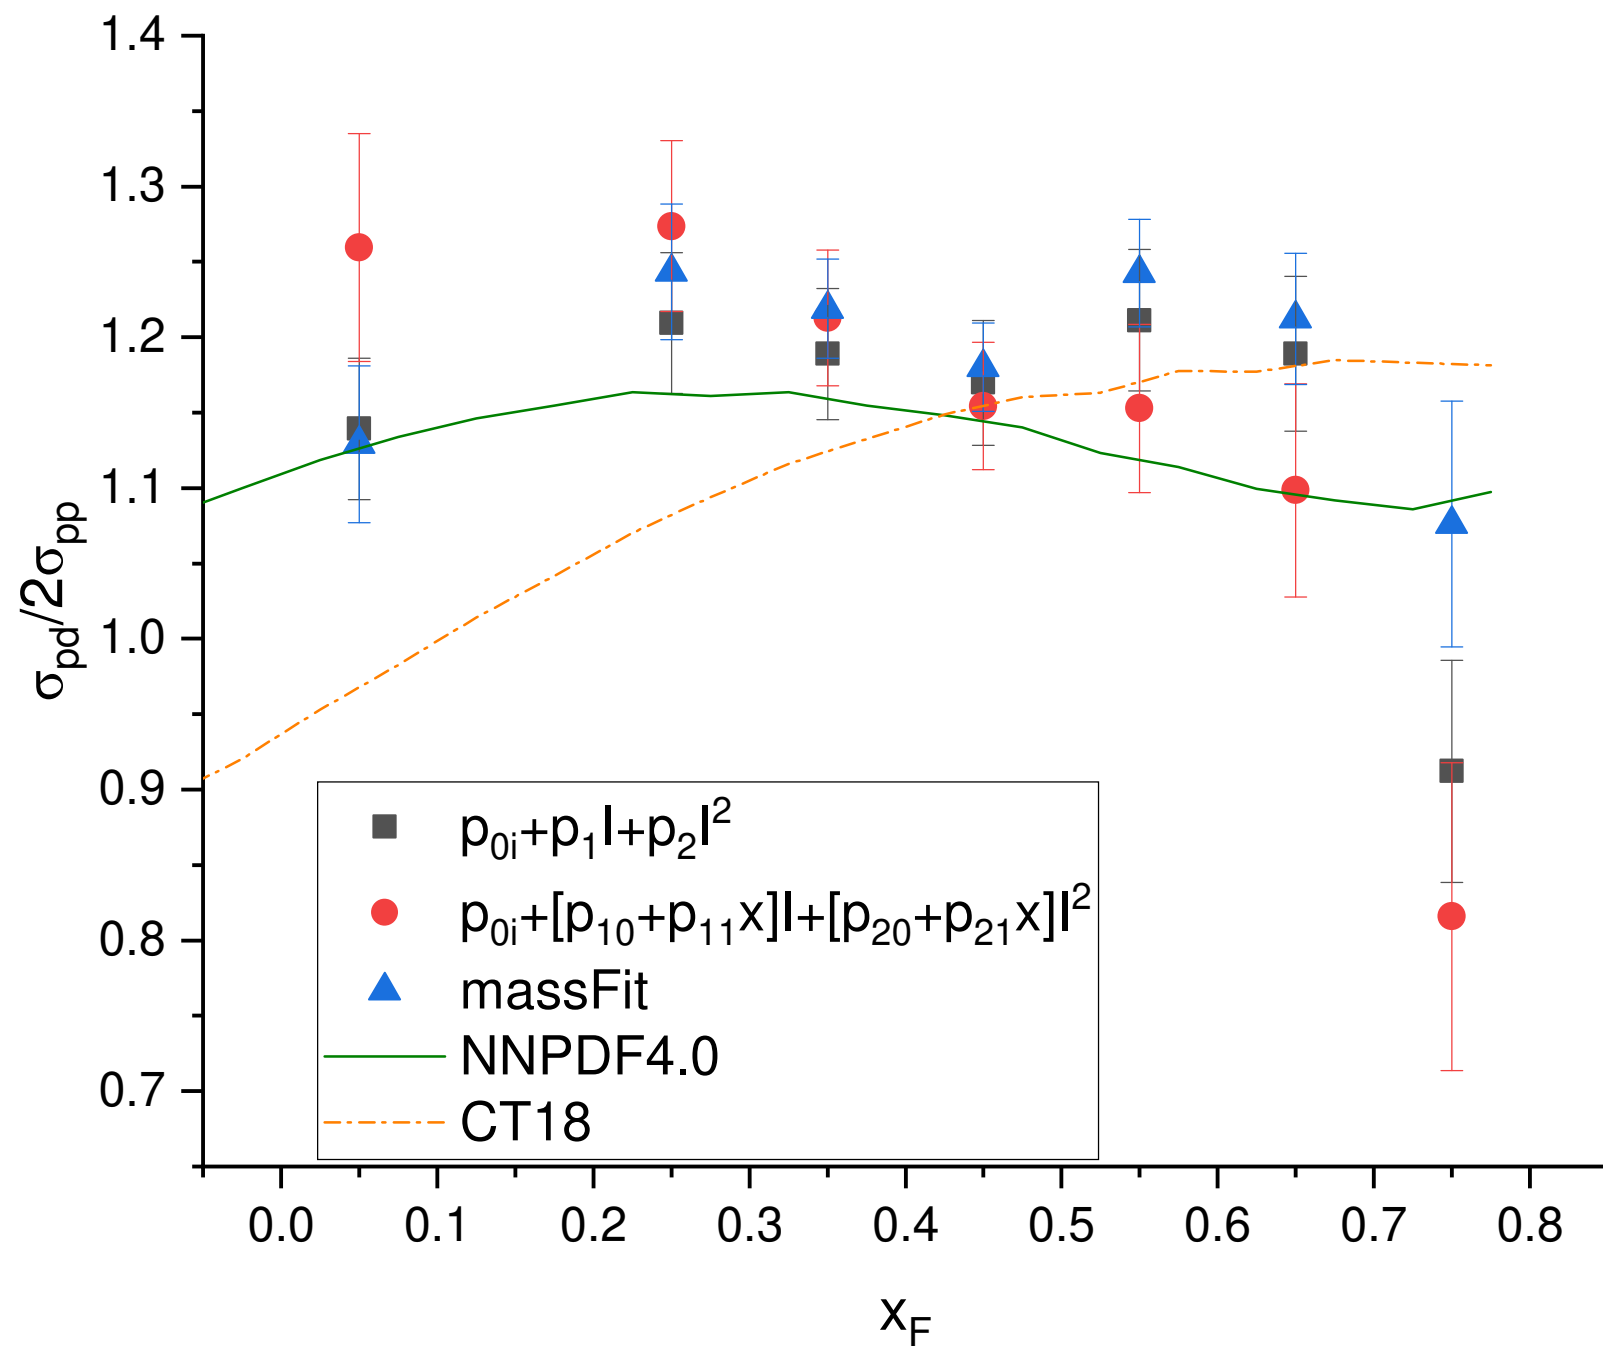 1.4
1.3
1.2
1.1
1.0
0.9
0.8
0.7
σpd/2σpp
p0i+p1I+p2I²
p0i+[p10+p11x]I+[p20+p21x]I²
massFit
NNPDF4.0
CT18
0.0 0.1 0.2 0.3 0.4 0.5 0.6 0.7 0.8
xF